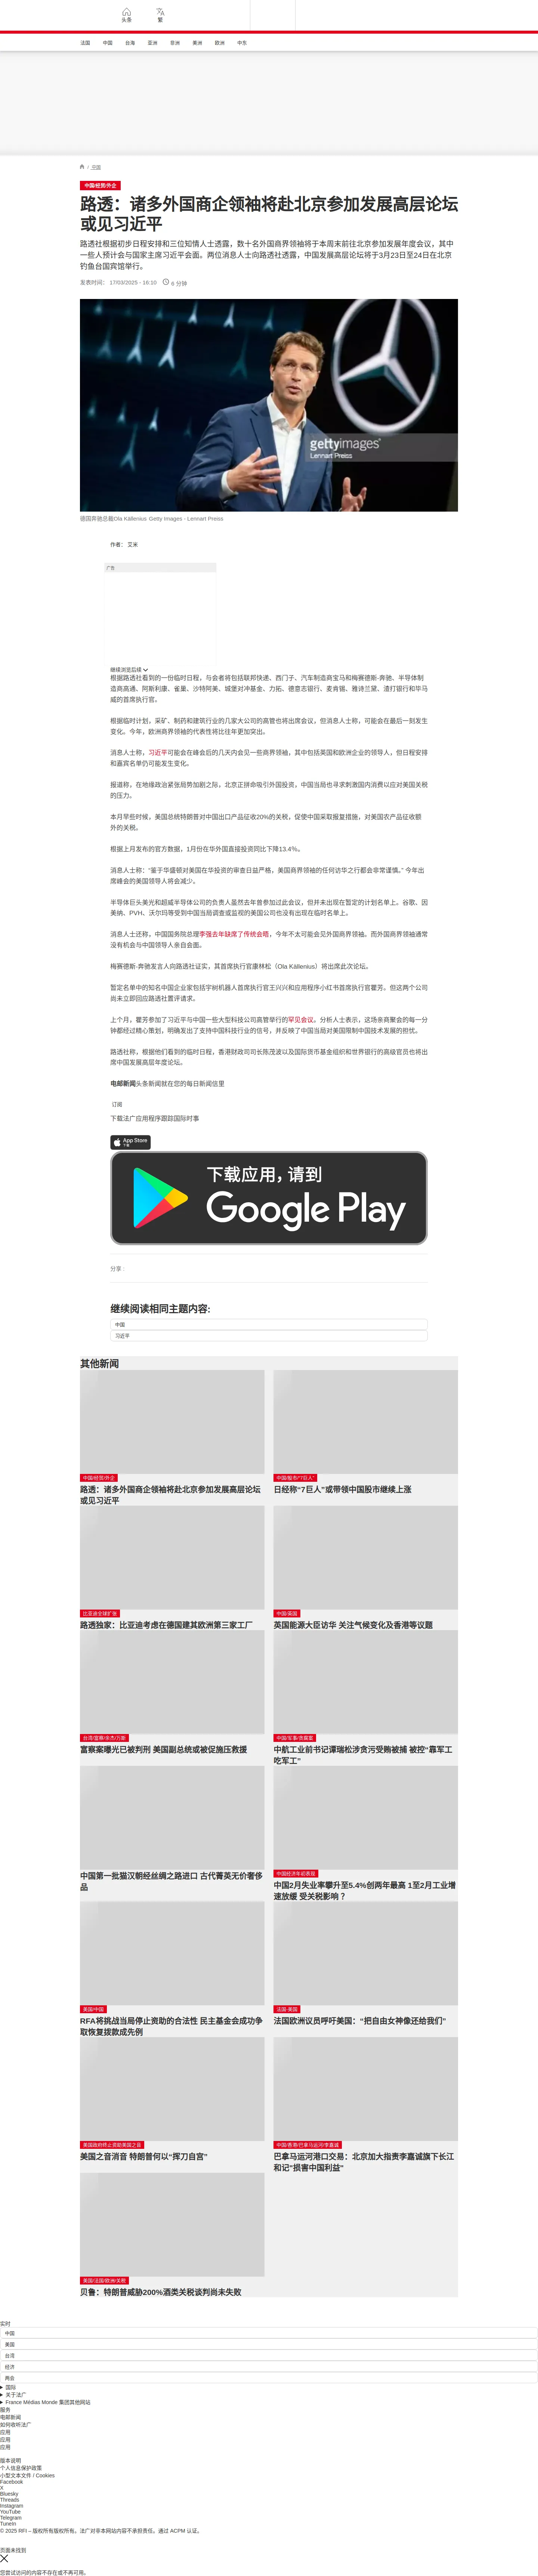 头条
繁
法国
中国
台海
亚洲
非洲
美洲
欧洲
中东
/ 中国
中国/经贸/外企
路透：诸多外国商企领袖将赴北京参加发展高层论坛
或见习近平
路透社根据初步日程安排和三位知情人士透露，数十名外国商界领袖将于本周末前往北京参加发展年度会议，其中
一些人预计会与国家主席习近平会面。两位消息人士向路透社透露，中国发展高层论坛将于3月23日至24日在北京
钓鱼台国宾馆举行。
发表时间： 17/03/2025 - 16:10 6 分钟
gettyimages®
Lennart Preiss
德国奔驰总裁Ola Källenius Getty Images - Lennart Preiss
作者： 艾米
广告
继续浏览后续
根据路透社看到的一份临时日程，与会者将包括联邦快递、西门子、汽车制造商宝马和梅赛德斯-奔驰、半导体制
造商高通、阿斯利康、雀巢、沙特阿美、城堡对冲基金、力拓、德意志银行、麦肯锡、雅诗兰黛、渣打银行和华马
威的首席执行官。
根据临时计划，采矿、制药和建筑行业的几家大公司的高管也将出席会议，但消息人士称，可能会在最后一刻发生
变化。今年，欧洲商界领袖的代表性将比往年更加突出。
消息人士称，习近平可能会在峰会后的几天内会见一些商界领袖，其中包括英国和欧洲企业的领导人，但日程安排
和嘉宾名单仍可能发生变化。
报道称，在地缘政治紧张局势加剧之际，北京正拼命吸引外国投资，中国当局也寻求刺激国内消费以应对美国关税
的压力。
本月早些时候，美国总统特朗普对中国出口产品征收20%的关税，促使中国采取报复措施，对美国农产品征收额
外的关税。
根据上月发布的官方数据，1月份在华外国直接投资同比下降13.4%。
消息人士称："鉴于华盛顿对美国在华投资的审查日益严格，美国商界领袖的任何访华之行都会非常谨慎。" 今年出
席峰会的美国领导人将会减少。
半导体巨头美光和超威半导体公司的负责人虽然去年曾参加过此会议，但并未出现在暂定的计划名单上。谷歌、因
美纳、PVH、沃尔玛等受到中国当局调查或监视的美国公司也没有出现在临时名单上。
消息人士还称，中国国务院总理李强去年缺席了传统会晤，今年不太可能会见外国商界领袖。而外国商界领袖通常
没有机会与中国领导人亲自会面。
梅赛德斯-奔驰发言人向路透社证实，其首席执行官康林松（Ola Källenius）将出席此次论坛。
暂定名单中的知名中国企业家包括宇树机器人首席执行官王兴兴和应用程序小红书首席执行官瞿芳。但这两个公司
尚未立即回应路透社置评请求。
上个月，瞿芳参加了习近平与中国一些大型科技公司高管举行的罕见会议。分析人士表示，这场亲商聚会的每一分
钟都经过精心策划，明确发出了支持中国科技行业的信号，并反映了中国当局对美国限制中国技术发展的担忧。
路透社称，根据他们看到的临时日程，香港财政司司长陈茂波以及国际货币基金组织和世界银行的高级官员也将出
席中国发展高层年度论坛。
电邮新闻头条新闻就在您的每日新闻信里
订阅
下载法广应用程序跟踪国际时事
App Store
下载应用，请到
Google Play
分享 :
继续阅读相同主题内容:
中国
习近平
其他新闻
中国/经贸/外企
路透：诸多外国商企领袖将赴北京参加发展高层论坛
或见习近平
中国/股市/"7巨人"
日经称“7巨人”或带领中国股市继续上涨
比亚迪全球扩张
路透独家：比亚迪考虑在德国建其欧洲第三家工厂
中国/英国
英国能源大臣访华 关注气候变化及香港等议题
台湾/富察/余杰/万斯
富察案曝光已被判刑 美国副总统或被促施压救援
中国/军事/贪腐案
中航工业前书记谭瑞松涉贪污受贿被捕 被控“靠军工
吃军工”
中国第一批猫汉朝经丝绸之路进口 古代菁英无价奢侈
品
中国经济年初表现
中国2月失业率攀升至5.4%创两年最高 1至2月工业增
速放缓 受关税影响 ？
美国/中国
RFA将挑战当局停止资助的合法性 民主基金会成功争
取恢复拨款成先例
法国-美国
法国欧洲议员呼吁美国：“把自由女神像还给我们”
美国政府终止资助美国之音
美国之音消音 特朗普何以“挥刀自宫”
中国/香港/巴拿马运河/李嘉诚
巴拿马运河港口交易：北京加大指责李嘉诚旗下长江
和记“损害中国利益”
美国/法国/欧洲/关税
贝鲁：特朗普威胁200%酒类关税谈判尚未失败
实时
中国
美国
台湾
经济
两会
国际
关于法广
France Médias Monde 集团其他网站
服务
电邮新闻
如何收听法广
应用
应用
应用
版本说明
个人信息保护政策
小型文本文件 / Cookies
Facebook
X
Bluesky
Threads
Instagram
YouTube
Telegram
TuneIn
© 2025 RFI – 版权所有版权所有。法广对非本网站内容不承担责任。通过 ACPM 认证。
页面未找到
您尝试访问的内容不存在或不再可用。